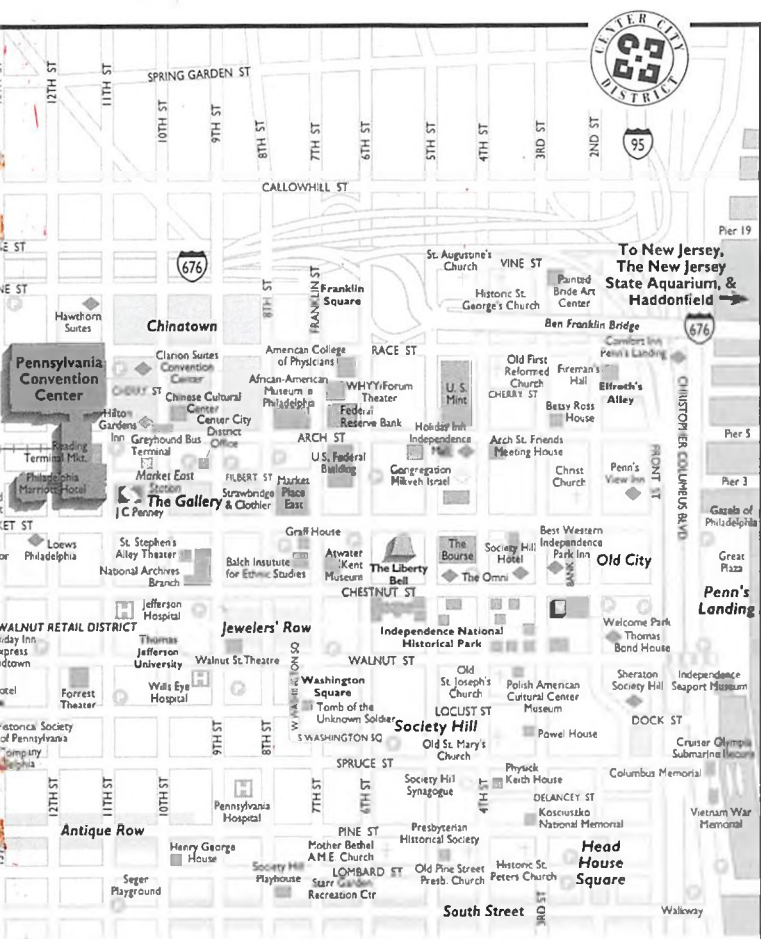 CENTER CITY
DISTRICT
12TH ST
11TH ST
SPRING GARDEN ST
10TH ST
9TH ST
8TH ST
7TH ST
6TH ST
5TH ST
4TH ST
3RD ST
2ND ST
95
CALLOWHILL ST
Pier 19
St. Augustine's
Church
VINE ST
To New Jersey,
The New Jersey
State Aquarium, &
Haddonfield
676
Painted
Bride Art
Center
Historic St.
George's Church
8TH ST
FRANKLIN ST
Franklin
Square
Hawthorn
Suites
Chinatown
Ben Franklin Bridge
676
Comfort Inn
Penn's Landing
Pennsylvania
Convention
Center
Clarion Suites
Convention
Center
American College
of Physicians
RACE ST
Old First
Reformed
Church
Fireman's
Hall
Elfreth's
Alley
CHERRY ST
Chinese Cultural
Center
African-American
Museum in
Philadelphia
WHYY/Forum
Theater
Federal
Reserve Bank
U. S.
Mint
CHERRY ST
Betsy Ross
House
CHRISTOPHER COLUMBUS BLVD.
Hilton
Gardens
Inn
Center City
District
Office
Greyhound Bus
Terminal
ARCH ST
Holiday Inn
Independence
Mall
Arch St. Friends
Meeting House
Pier 5
Reading
Terminal Mkt.
Philadelphia
Marriott Hotel
Market East
Station
U.S. Federal
Building
Congregation
Mikveh Israel
Christ
Church
Penn's
View Inn
FRONT ST
Pier 3
FILBERT ST
Market
Place
East
The Gallery
Strawbridge
& Clothier
J C Penney
Gazela of
Philadelphia
KET ST
Loews
Philadelphia
St. Stephen's
Alley Theater
National Archives
Branch
Graff House
Balch Insutute
for Ethnic Studies
Atwater
Kent
Museum
The Liberty
Bell
The
Bourse
Society Hill
Hotel
The Omni
Best Western
Independence
Park Inn
BANK ST
Old City
Great
Plaza
Penn's
Landing
CHESTNUT ST
Jefferson
Hospital
WALNUT RETAIL DISTRICT
Thomas
Jefferson
University
Jewelers' Row
Independence National
Historical Park
Welcome Park
Thomas
Bond House
Walnut St. Theatre
WALNUT ST
W WASHINGTON SQ
Washington
Square
Forrest
Theater
Wills Eye
Hospital
Old
St. Joseph's
Church
Polish American
Cultural Center
Museum
Sheraton
Society Hill
Independence
Seaport Museum
Tomb of the
Unknown Soldier
LOCUST ST
DOCK ST
of Pennsylvania
9TH ST
8TH ST
S WASHINGTON SQ
Society Hill
Old St. Mary's
Church
Powel House
Cruiser Olympia
Submarine Becuna
SPRUCE ST
Society Hill
Synagogue
Physick
Keith House
Columbus Memorial
12TH ST
11TH ST
10TH ST
Pennsylvania
Hospital
7TH ST
6TH ST
4TH ST
DELANCEY ST
Kosciuszko
National Memorial
Vietnam War
Memorial
Antique Row
PINE ST
Presbyterian
Historical Society
Henry George
House
Mother Bethel
A.M.E. Church
Head
House
Square
Seger
Playground
Society Hill
Playhouse
LOMBARD ST
Starr Garden
Recreation Ctr
Old Pine Street
Presb. Church
Historic St.
Peters Church
South Street
3RD ST
Walkway